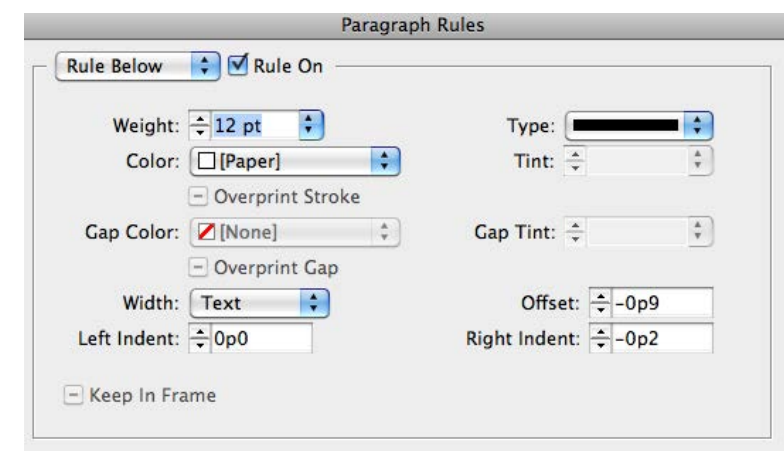 Paragraph Rules
Rule Below Rule On
Weight: 12 pt Type:
Color: [Paper] Tint:
Overprint Stroke
Gap Color: [None] Gap Tint:
Overprint Gap
Width: Text Offset: -0p9
Left Indent: 0p0 Right Indent: -0p2
Keep In Frame